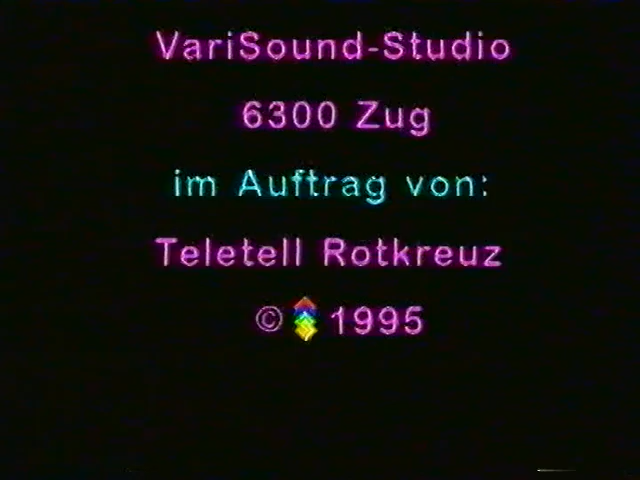 VariSound-Studio
6300 Zug
im Auftrag von:
Teletell Rotkreuz
© 1995